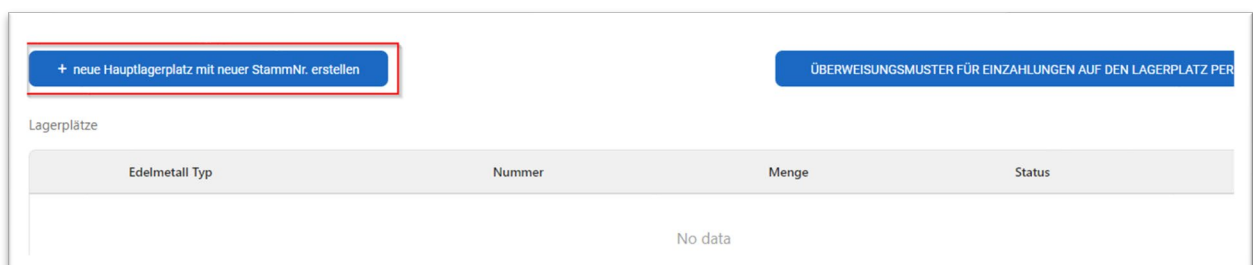 + neue Hauptlagerplatz mit neuer StammNr. erstellen
ÜBERWEISUNGSMUSTER FÜR EINZAHLUNGEN AUF DEN LAGERPLATZ PER
Lagerplätze
Edelmetall Typ Nummer Menge Status
No data